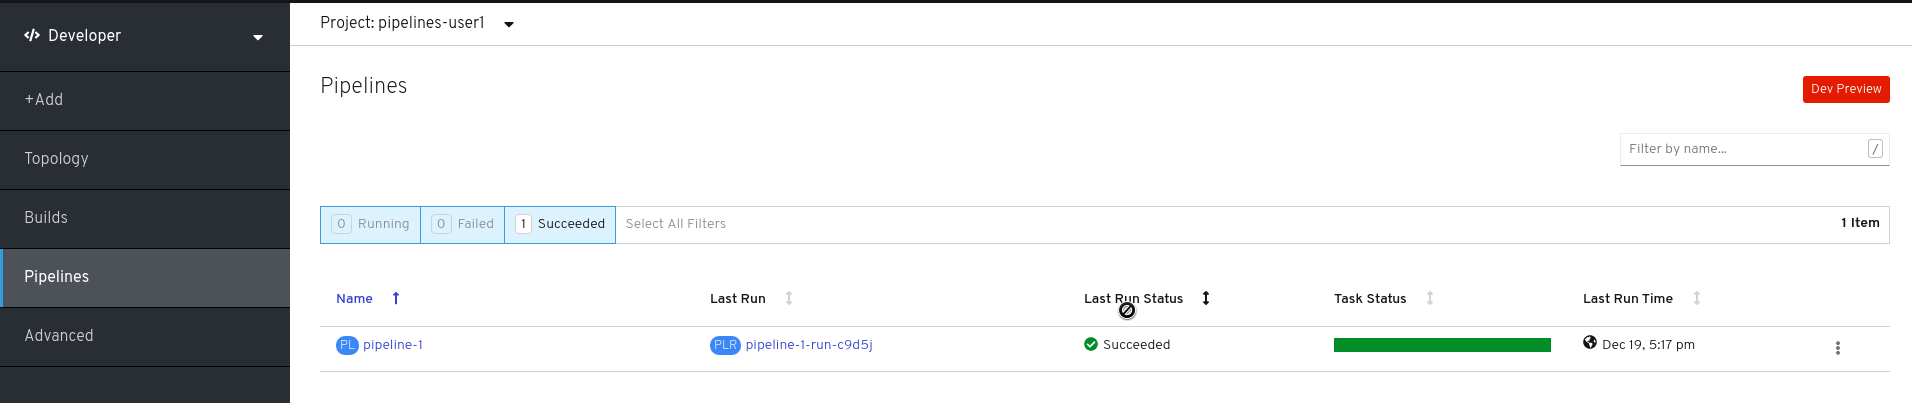 Developer
Project: pipelines-user1
+Add
Topology
Builds
Pipelines
Advanced
Pipelines
Dev Preview
Filter by name...
/
0 Running
0 Failed
1 Succeeded
Select All Filters
1 Item
Name
Last Run
Last Run Status
Task Status
Last Run Time
PL pipeline-1
PLR pipeline-1-run-c9d5j
Succeeded
Dec 19, 5:17 pm